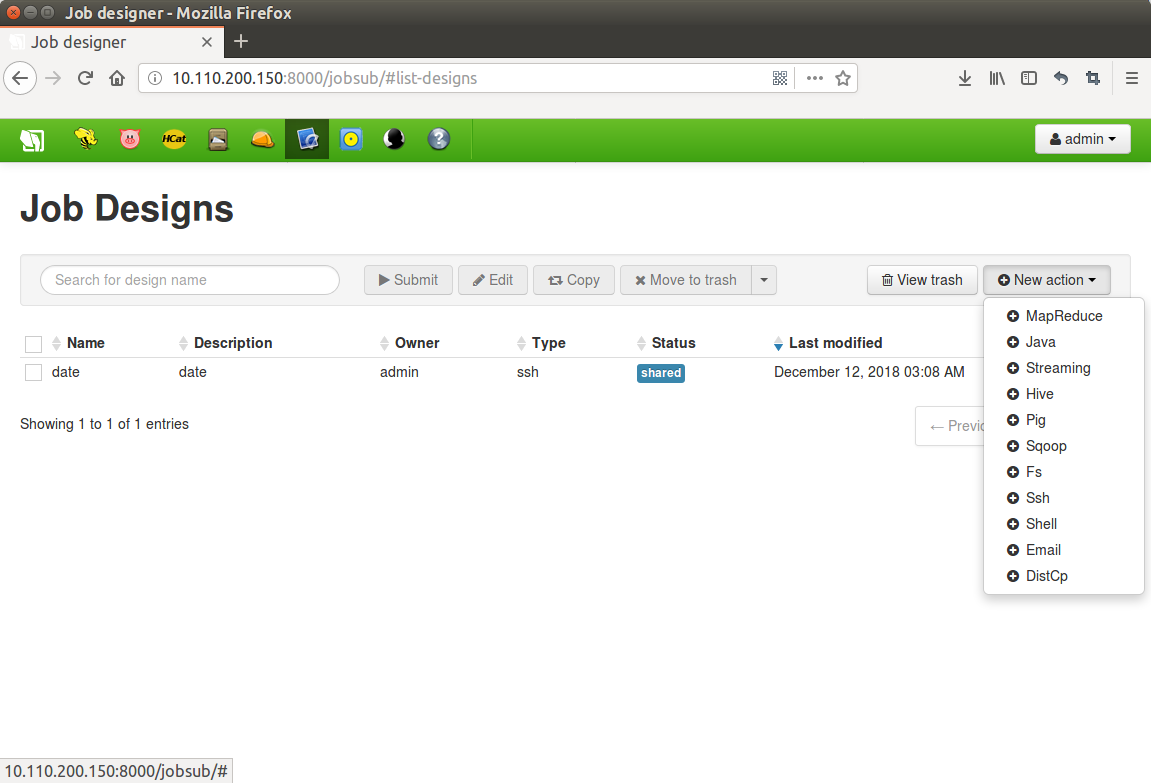 Job designer - Mozilla Firefox
Job designer
10.110.200.150:8000/jobsub/#list-designs
HCat
admin
Job Designs
Search for design name
Submit
Edit
Copy
Move to trash
View trash
New action
MapReduce
Java
Streaming
Hive
Pig
Sqoop
Fs
Ssh
Shell
Email
DistCp
Name Description Owner Type Status Last modified
date date admin ssh shared December 12, 2018 03:08 AM
Showing 1 to 1 of 1 entries
10.110.200.150:8000/jobsub/#